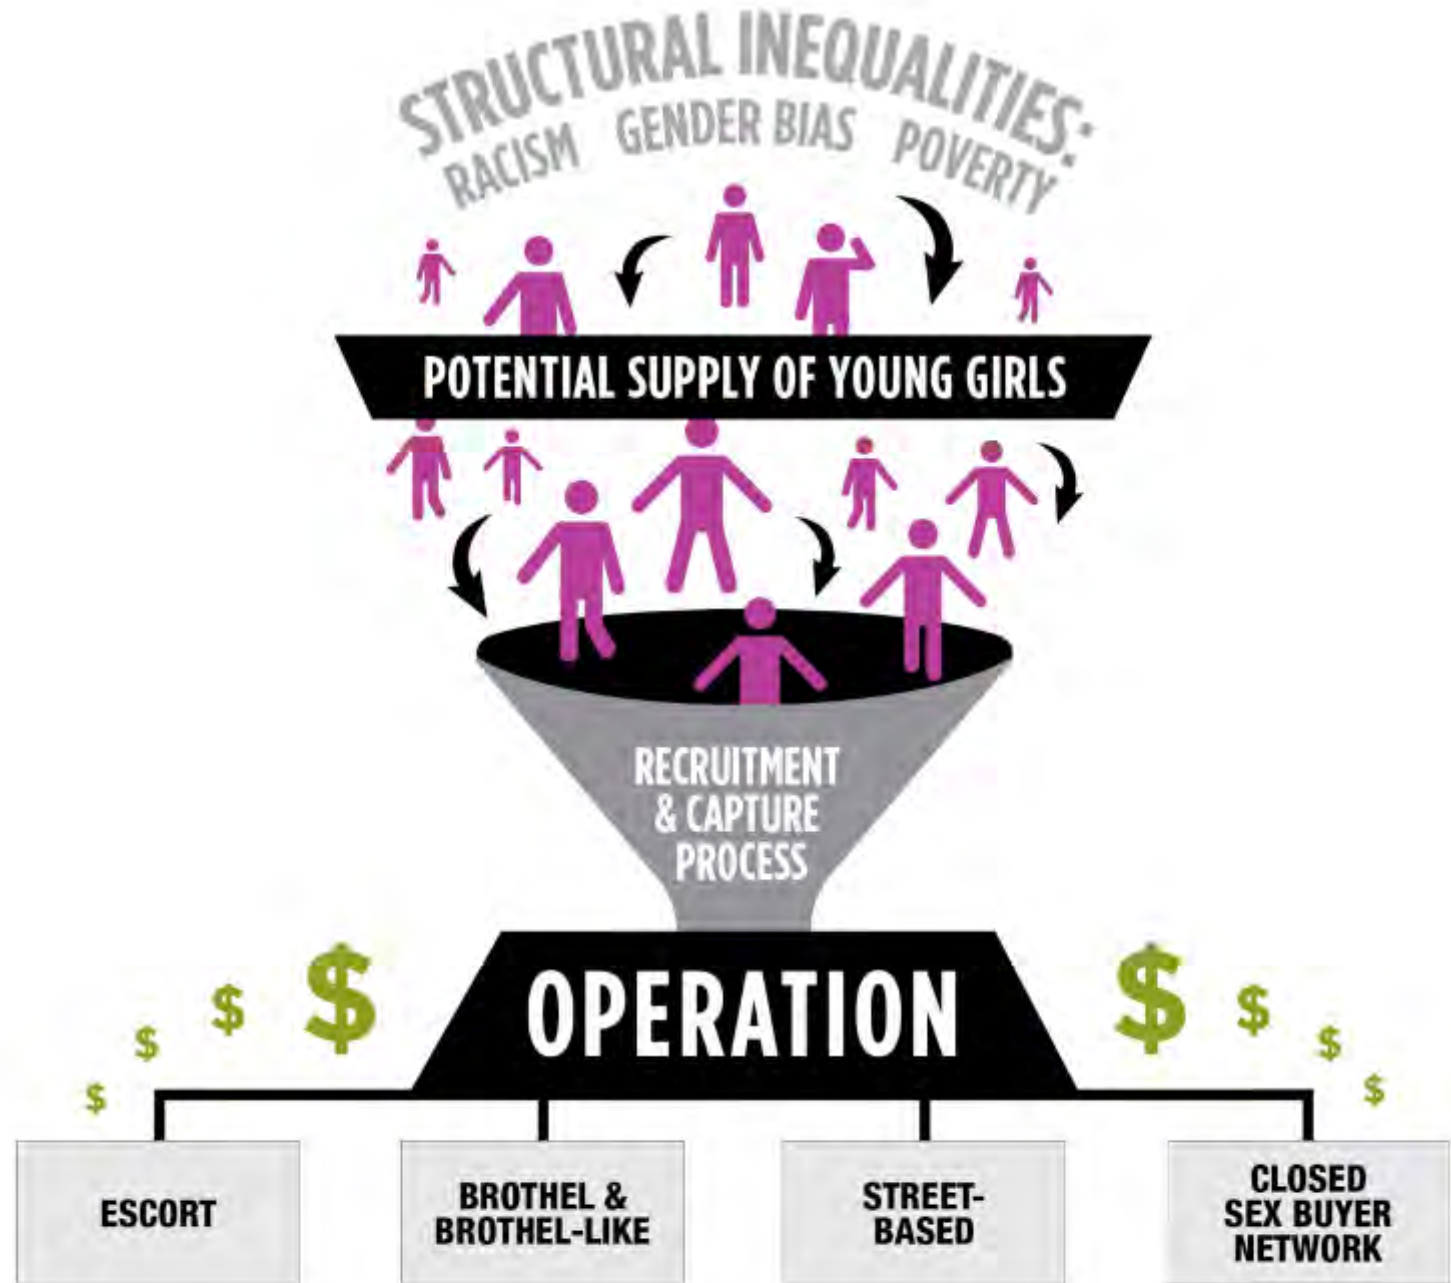 STRUCTURAL INEQUALITIES:
RACISM GENDER BIAS POVERTY
POTENTIAL SUPPLY OF YOUNG GIRLS
RECRUITMENT
& CAPTURE
PROCESS
$ $ $ OPERATION $ $ $
$ $
ESCORT
BROTHEL &
BROTHEL-LIKE
STREET-
BASED
CLOSED
SEX BUYER
NETWORK